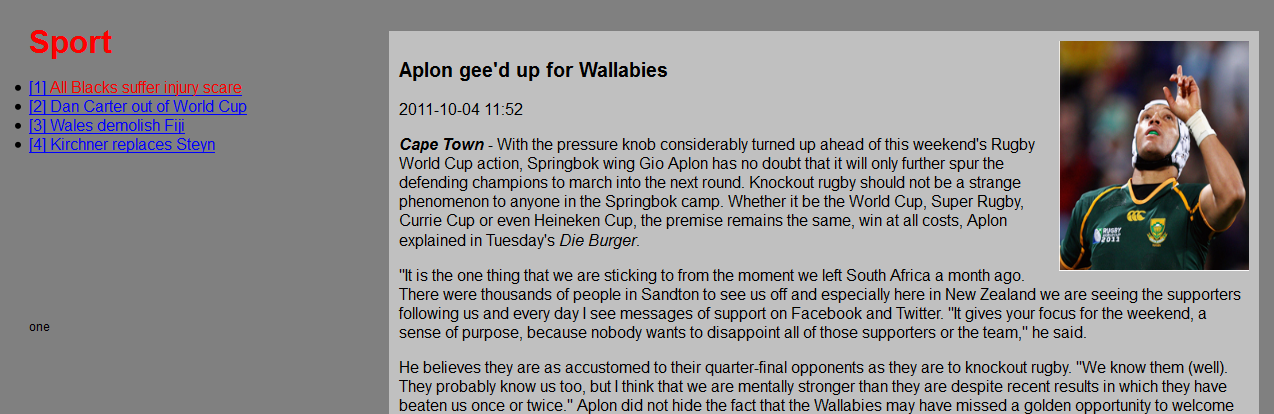 Sport
[1] All Blacks suffer injury scare
[2] Dan Carter out of World Cup
[3] Wales demolish Fiji
[4] Kirchner replaces Steyn
one
Aplon gee'd up for Wallabies
2011-10-04 11:52
Cape Town - With the pressure knob considerably turned up ahead of this weekend's Rugby
World Cup action, Springbok wing Gio Aplon has no doubt that it will only further spur the
defending champions to march into the next round. Knockout rugby should not be a strange
phenomenon to anyone in the Springbok camp. Whether it be the World Cup, Super Rugby,
Currie Cup or even Heineken Cup, the premise remains the same, win at all costs, Aplon
explained in Tuesday's Die Burger.
"It is the one thing that we are sticking to from the moment we left South Africa a month ago.
There were thousands of people in Sandton to see us off and especially here in New Zealand we are seeing the supporters
following us and every day I see messages of support on Facebook and Twitter. "It gives your focus for the weekend, a
sense of purpose, because nobody wants to disappoint all of those supporters or the team," he said.
He believes they are as accustomed to their quarter-final opponents as they are to knockout rugby. "We know them (well).
They probably know us too, but I think that we are mentally stronger than they are despite recent results in which they have
beaten us once or twice." Aplon did not hide the fact that the Wallabies may have missed a golden opportunity to welcome
RUGBY
2011